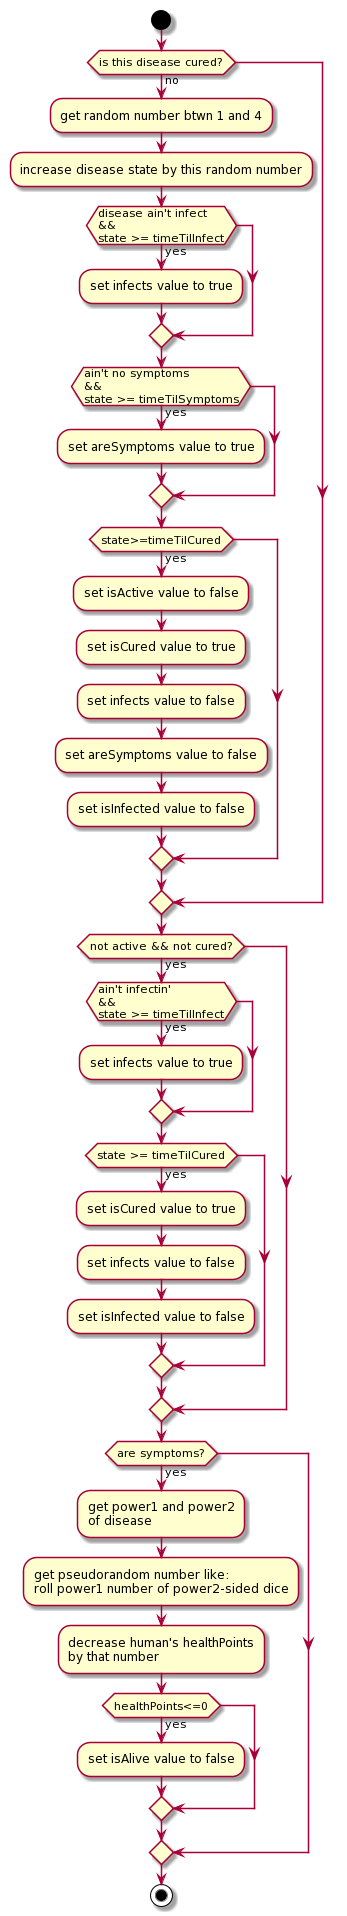 is this disease cured?
no
get random number btwn 1 and 4
increase disease state by this random number
disease ain't infect
&&
state >= timeTillInfect
yes
set infects value to true
ain't no symptoms
&&
state >= timeTilSymptoms
yes
set areSymptoms value to true
state>=timeTilCured
yes
set isActive value to false
set isCured value to true
set infects value to false
set areSymptoms value to false
set isInfected value to false
not active && not cured?
yes
ain't infectin'
&&
state >= timeTillInfect
yes
set infects value to true
state >= timeTilCured
yes
set isCured value to true
set infects value to false
set isInfected value to false
are symptoms?
yes
get power1 and power2
of disease
get pseudorandom number like:
roll power1 number of power2-sided dice
decrease human's healthPoints
by that number
healthPoints<=0
yes
set isAlive value to false